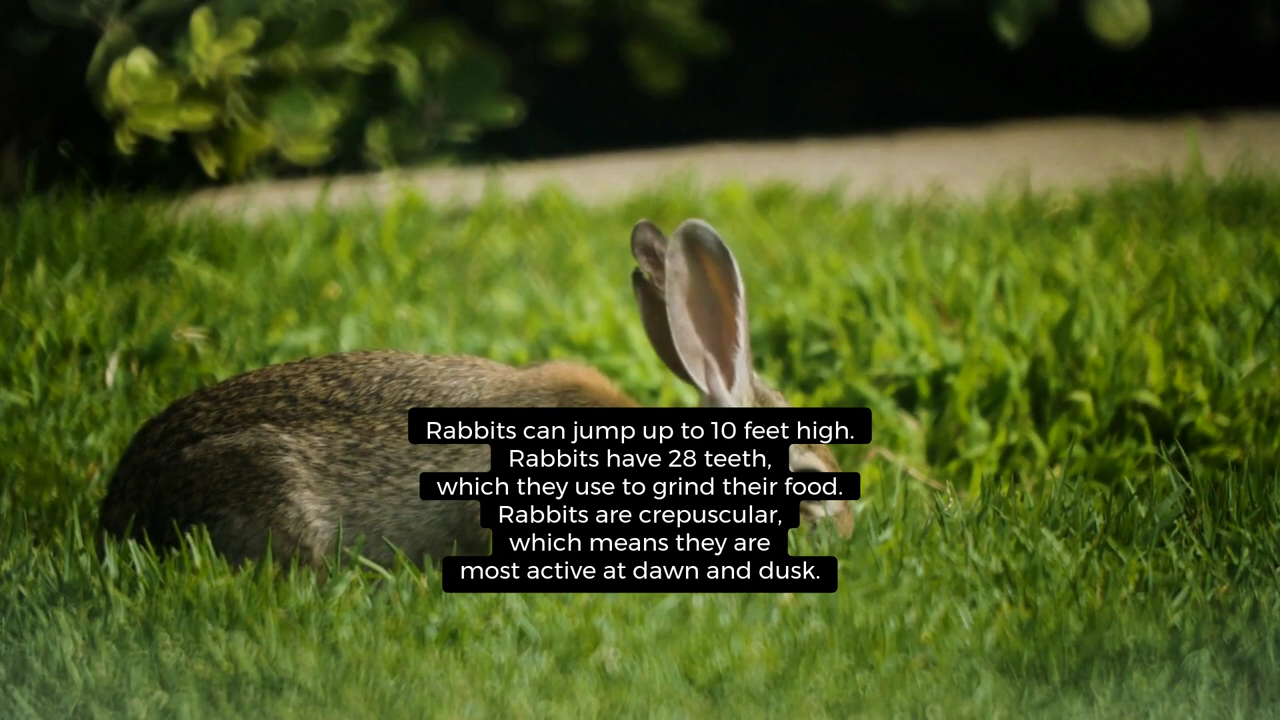 Rabbits can jump up to 10 feet high.
Rabbits have 28 teeth,
which they use to grind their food.
Rabbits are crepuscular,
which means they are
most active at dawn and dusk.